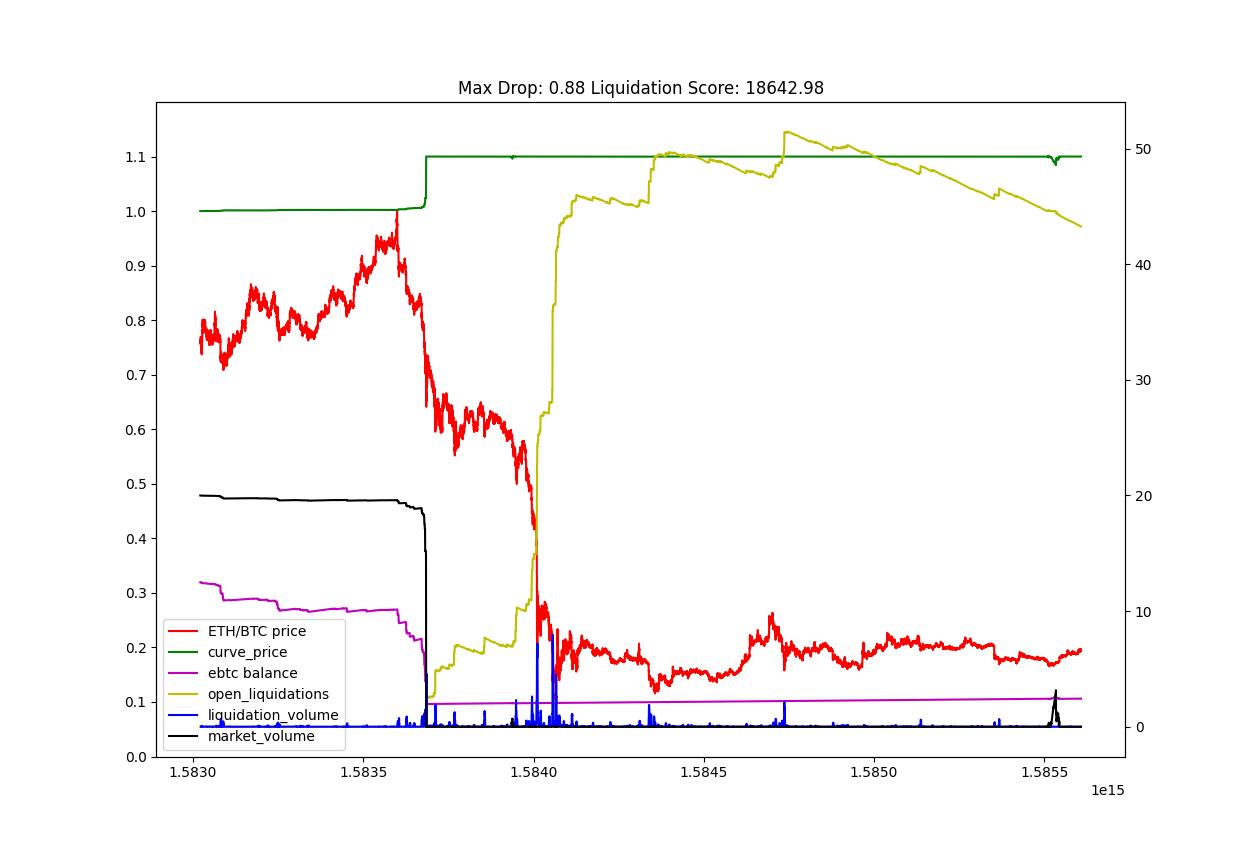 Max Drop: 0.88 Liquidation Score: 18642.98
1.1
1.0
0.9
0.8
0.7
0.6
0.5
0.4
0.3
0.2
0.1
0.0
50
40
30
20
10
0
ETH/BTC price
curve_price
ebtc balance
open_liquidations
liquidation_volume
market_volume
1.5830 1.5835 1.5840 1.5845 1.5850 1.5855
1e15